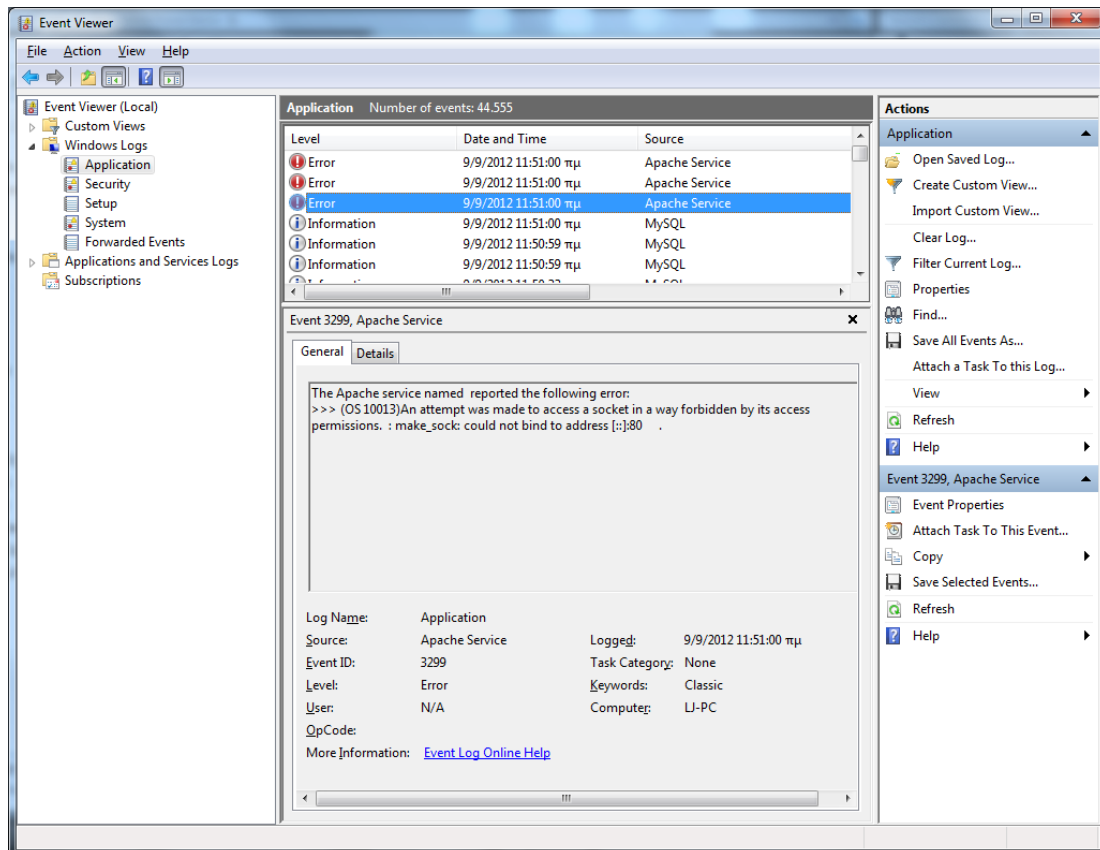 Event Viewer
File Action View Help
Event Viewer (Local)
Custom Views
Windows Logs
Application
Security
Setup
System
Forwarded Events
Applications and Services Logs
Subscriptions
Application Number of events: 44.555
Level Date and Time Source
Error 9/9/2012 11:51:00 πμ Apache Service
Error 9/9/2012 11:51:00 πμ Apache Service
Error 9/9/2012 11:51:00 πμ Apache Service
Information 9/9/2012 11:51:00 πμ MySQL
Information 9/9/2012 11:50:59 πμ MySQL
Information 9/9/2012 11:50:59 πμ MySQL
Event 3299, Apache Service
General Details
The Apache service named reported the following error:
>>> (OS 10013)An attempt was made to access a socket in a way forbidden by its access
permissions. : make_sock: could not bind to address [::]:80 .
Log Name: Application
Source: Apache Service Logged: 9/9/2012 11:51:00 πμ
Event ID: 3299 Task Category: None
Level: Error Keywords: Classic
User: N/A Computer: LJ-PC
OpCode:
More Information: Event Log Online Help
Actions
Application
Open Saved Log...
Create Custom View...
Import Custom View...
Clear Log...
Filter Current Log...
Properties
Find...
Save All Events As...
Attach a Task To this Log...
View
Refresh
Help
Event 3299, Apache Service
Event Properties
Attach Task To This Event...
Copy
Save Selected Events...
Refresh
Help